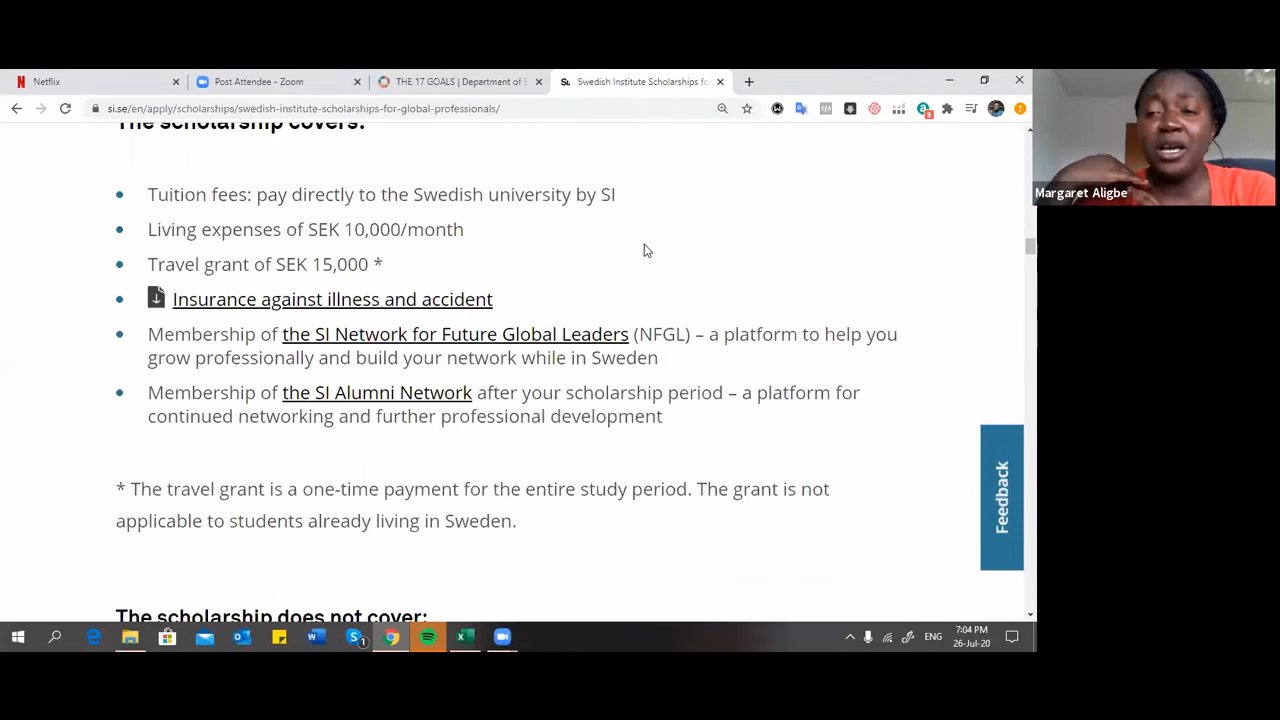 Netflix
Post Attendee - Zoom
THE 17 GOALS | Department of E
Si. Swedish Institute Scholarships fo
si.se/en/apply/scholarships/swedish-institute-scholarships-for-global-professionals/
9
The scholarship covers:
Margaret Aligbe
• Tuition fees: pay directly to the Swedish university by SI
• Living expenses of SEK 10,000/month
• Travel grant of SEK 15,000 *
• Insurance against illness and accident
• Membership of the SI Network for Future Global Leaders (NFGL) – a platform to help you
grow professionally and build your network while in Sweden
• Membership of the SI Alumni Network after your scholarship period – a platform for
continued networking and further professional development
Feedback
* The travel grant is a one-time payment for the entire study period. The grant is not
applicable to students already living in Sweden.
The scholarship does not cover:
1
ENG
7:04 PM
26-Jul-20